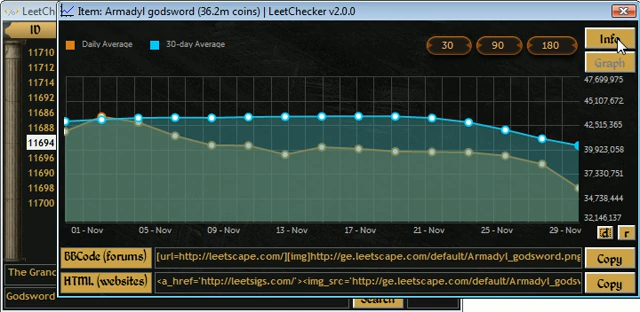 LeetChe
Item: Armadyl godsword (36.2m coins) | LeetChecker v2.0.0
ID
Daily Average
30-day Average
30
90
180
Info
Graph
11710
11712
11714
11692
11686
11688
11694
11696
11690
11698
11700
47,699,975
45,107,672
42,515,365
39,923,058
37,330,751
34,738,444
32,146,137
01 - Nov
05 - Nov
09 - Nov
13 - Nov
17 - Nov
21 - Nov
25 - Nov
29 - Nov
d
r
BBCode (forums)
[url=http://leetscape.com/][img]http://ge.leetscape.com/default/Armadyl_godsword.png
Copy
The Grand
HTML (websites)
<a_href='http://leetsigs.com/'><img_src='http://ge.leetscape.com/default/Armadyl_godsv
Copy
Godsword
Search